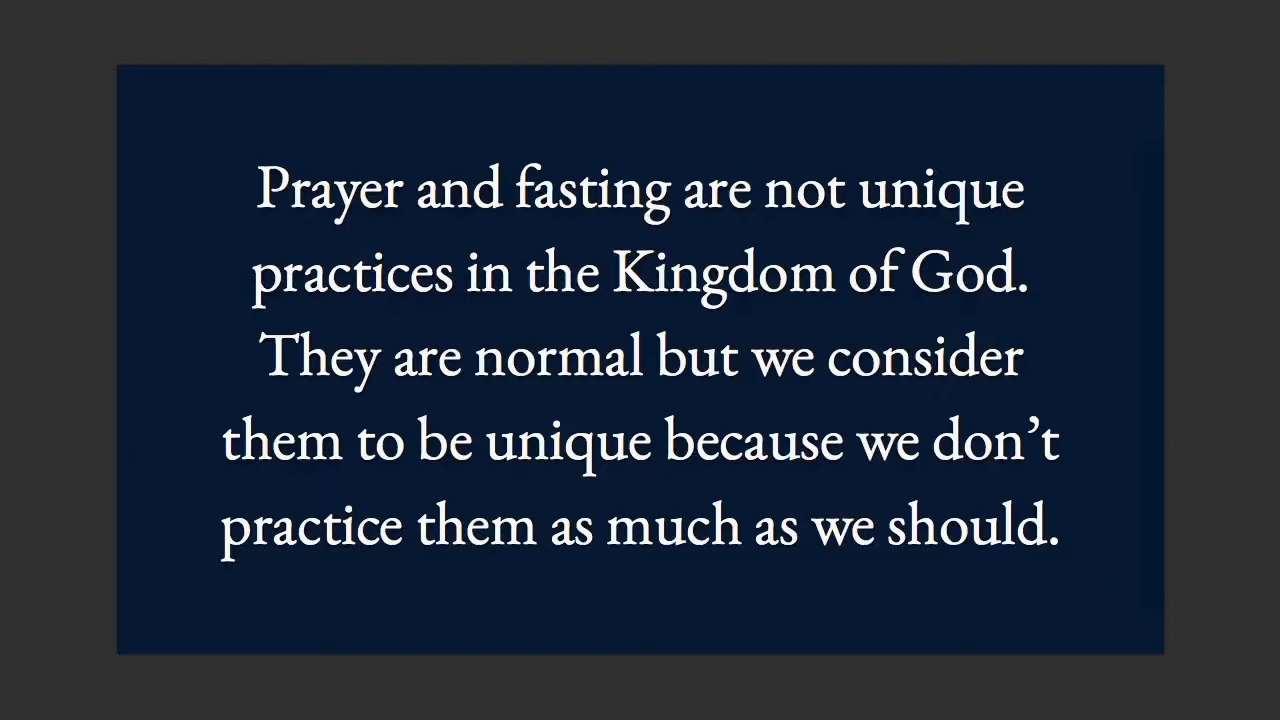 Prayer and fasting are not unique
practices in the Kingdom of God.
They are normal but we consider
them to be unique because we don’t
practice them as much as we should.